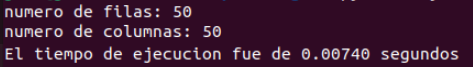 numero de filas: 50
numero de columnas: 50
El tiempo de ejecucion fue de 0.00740 segundos